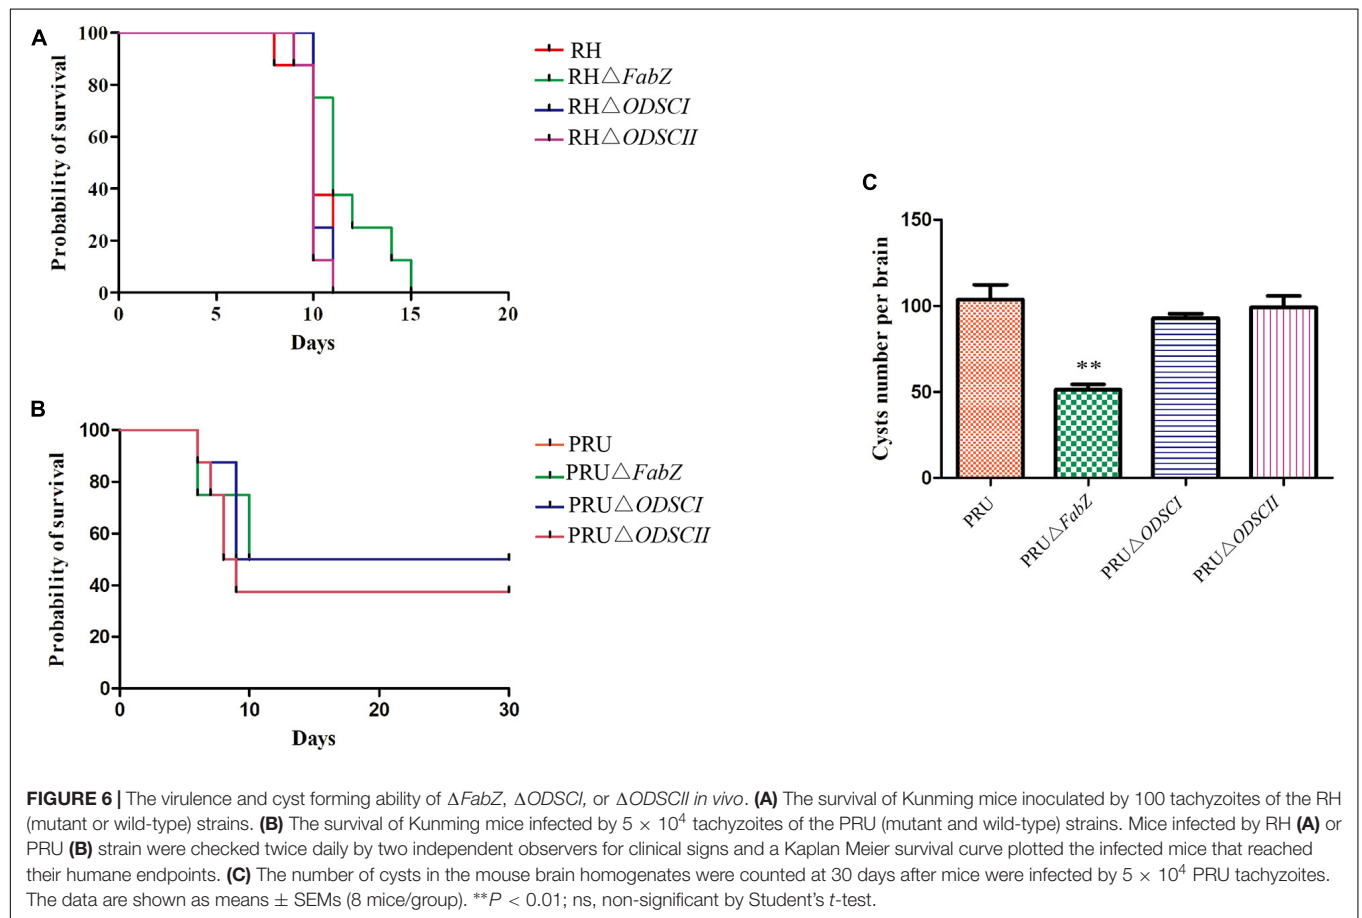 A
100
80
60
40
20
0
Probability of survival
0 5 10 15 20
Days
RH
RH△FabZ
RH△ODSCI
RH△ODSCII
B
100
80
60
40
20
0
Probability of survival
0 10 20 30
Days
PRU
PRU△FabZ
PRU△ODSCI
PRU△ODSCII
C
150
100
50
0
Cysts number per brain
**
PRU
PRU△FabZ
PRU△ODSCI
PRU△ODSCII
FIGURE 6 | The virulence and cyst forming ability of ΔFabZ, ΔODSCI, or ΔODSCII in vivo. (A) The survival of Kunming mice inoculated by 100 tachyzoites of the RH
(mutant or wild-type) strains. (B) The survival of Kunming mice infected by 5 × 10⁴ tachyzoites of the PRU (mutant and wild-type) strains. Mice infected by RH (A) or
PRU (B) strain were checked twice daily by two independent observers for clinical signs and a Kaplan Meier survival curve plotted the infected mice that reached
their humane endpoints. (C) The number of cysts in the mouse brain homogenates were counted at 30 days after mice were infected by 5 × 10⁴ PRU tachyzoites.
The data are shown as means ± SEMs (8 mice/group). **P < 0.01; ns, non-significant by Student's t-test.